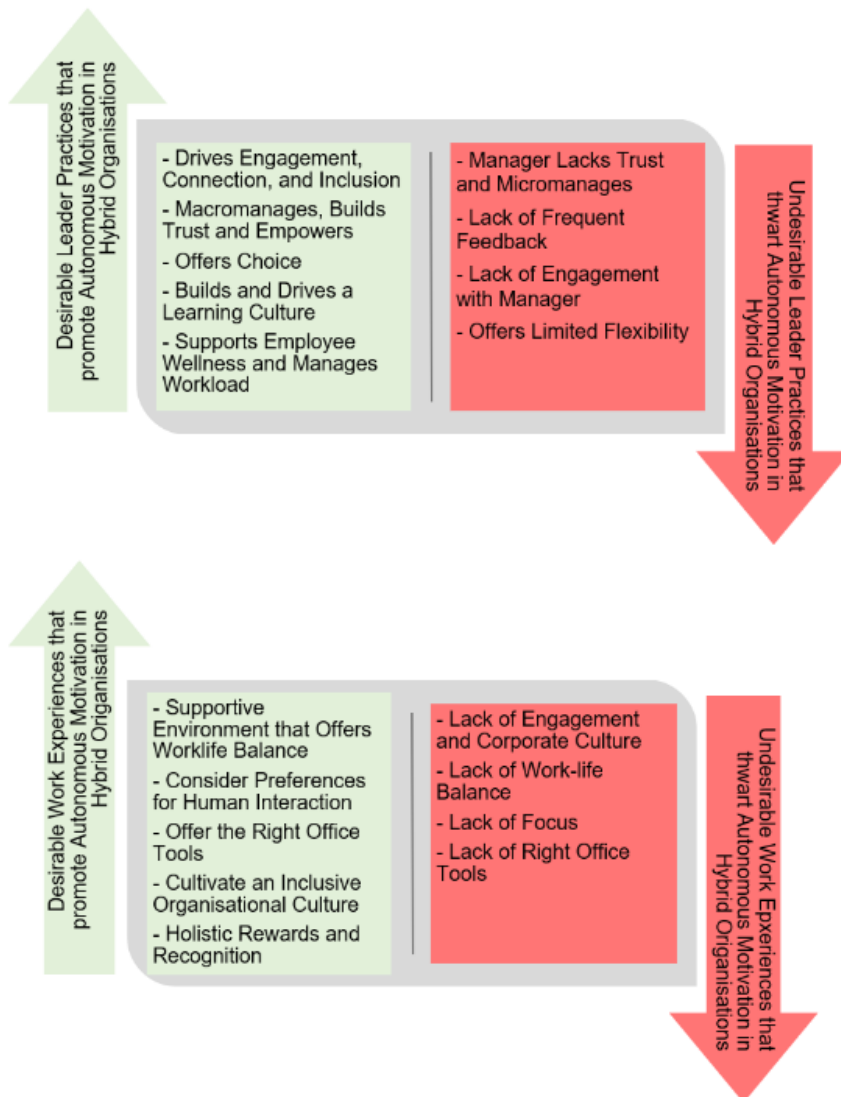 Desirable Leader Practices that
promote Autonomous Motivation in
Hybrid Organisations
- Drives Engagement,
Connection, and Inclusion
- Macromanages, Builds
Trust and Empowers
- Offers Choice
- Builds and Drives a
Learning Culture
- Supports Employee
Wellness and Manages
Workload
- Manager Lacks Trust
and Micromanages
- Lack of Frequent
Feedback
- Lack of Engagement
with Manager
- Offers Limited Flexibility
Undesirable Leader Practices that
thwart Autonomous Motivation in
Hybrid Organisations
Desirable Work Experiences that
promote Autonomous Motivation in
Hybrid Origanisations
- Supportive
Environment that Offers
Worklife Balance
- Consider Preferences
for Human Interaction
- Offer the Right Office
Tools
- Cultivate an Inclusive
Organisational Culture
- Holistic Rewards and
Recognition
- Lack of Engagement
and Corporate Culture
- Lack of Work-life
Balance
- Lack of Focus
- Lack of Right Office
Tools
Undesirable Work Epxeriences that
thwart Autonomous Motivation in
Hybrid Origanisations